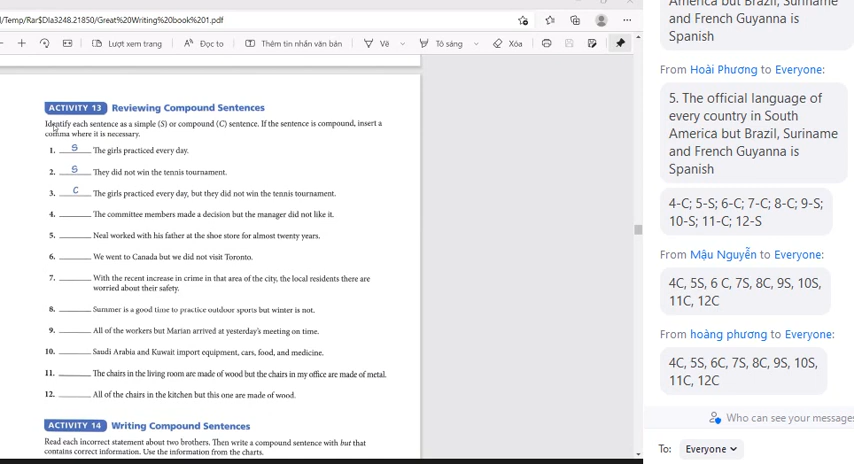 /Temp/Rar$DIa3248.21850/Great%20Writing%20book%201.pdf
Lượt xem trang
Đọc to
Thêm tin nhắn văn bản
Vẽ
Tô sáng
Xóa
ACTIVITY 13 Reviewing Compound Sentences
Identify each sentence as a simple (S) or compound (C) sentence. If the sentence is compound, insert a
comma where it is necessary.
1. S The girls practiced every day.
2. S They did not win the tennis tournament.
3. C The girls practiced every day, but they did not win the tennis tournament.
4. The committee members made a decision but the manager did not like it.
5. Neal worked with his father at the shoe store for almost twenty years.
6. We went to Canada but we did not visit Toronto.
7. With the recent increase in crime in that area of the city, the local residents there are
worried about their safety.
8. Summer is a good time to practice outdoor sports but winter is not.
9. All of the workers but Marian arrived at yesterday's meeting on time.
10. Saudi Arabia and Kuwait import equipment, cars, food, and medicine.
11. The chairs in the living room are made of wood but the chairs in my office are made of metal.
12. All of the chairs in the kitchen but this one are made of wood.
ACTIVITY 14 Writing Compound Sentences
Read each incorrect statement about two brothers. Then write a compound sentence with but that
contains correct information. Use the information from the charts.
America but Brazil, Suriname
and French Guyanna is
Spanish
From Hoài Phương to Everyone:
5. The official language of
every country in South
America but Brazil, Suriname
and French Guyanna is
Spanish
4-C; 5-S; 6-C; 7-C; 8-C; 9-S;
10-S; 11-C; 12-S
From Mậu Nguyễn to Everyone:
4C, 5S, 6 C, 7S, 8C, 9S, 10S,
11C, 12C
From hoàng phương to Everyone:
4C, 5S, 6C, 7S, 8C, 9S, 10S,
11C, 12C
Who can see your messages
To: Everyone